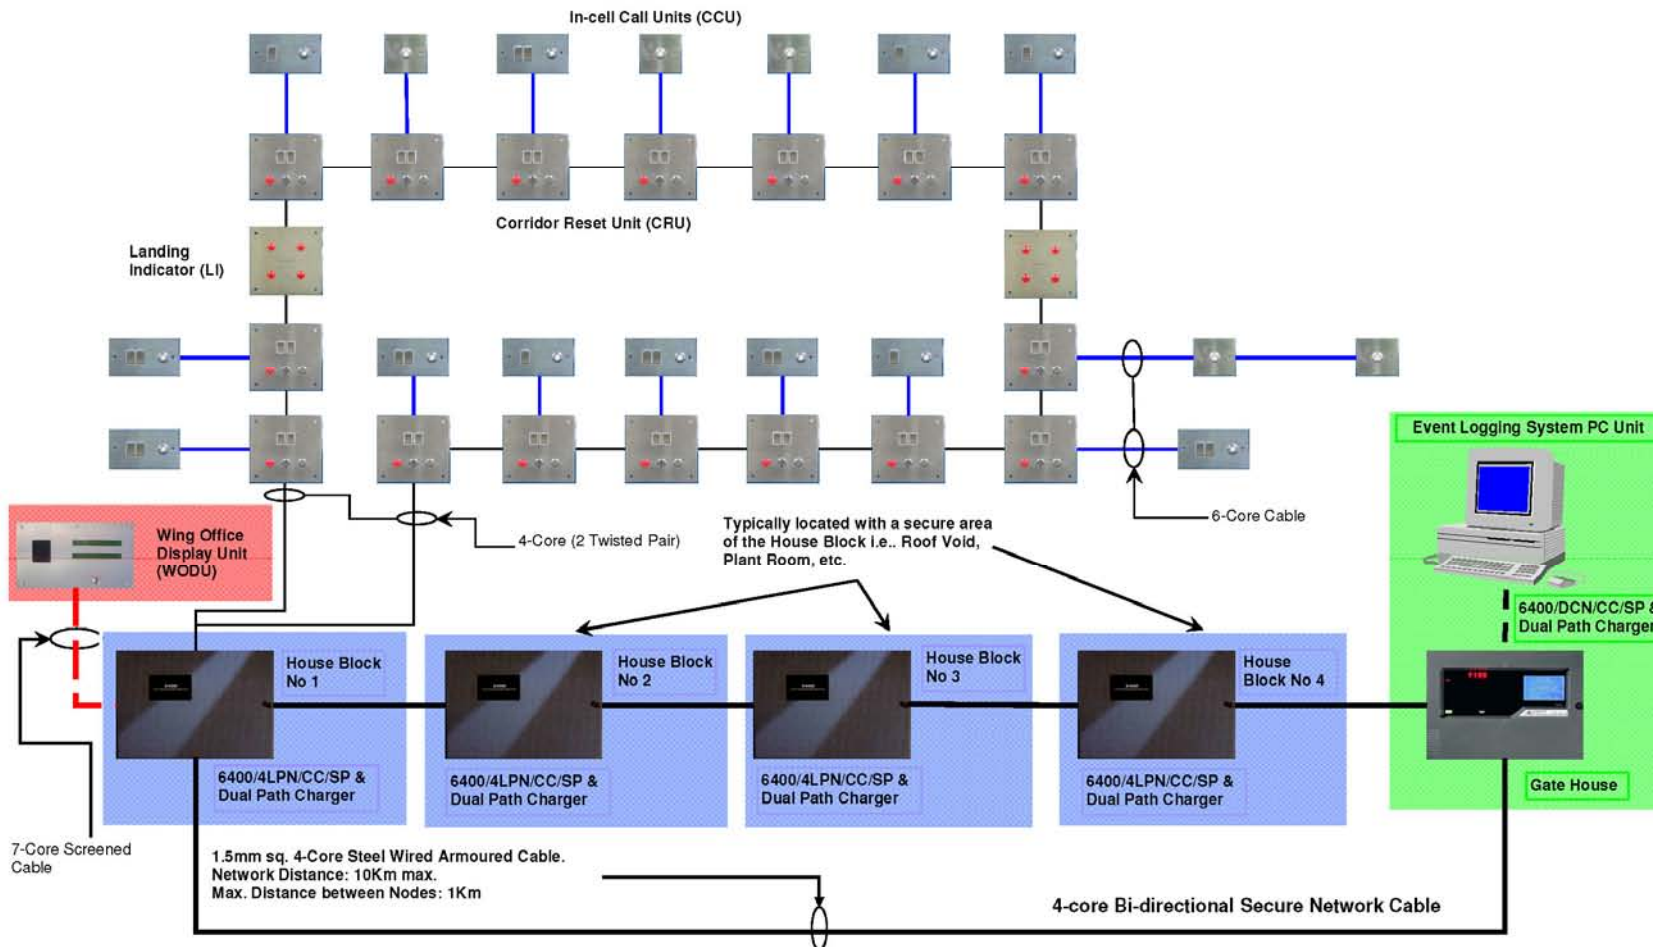 In-cell Call Units (CCU)
Corridor Reset Unit (CRU)
Landing
Indicator (LI)
Event Logging System PC Unit
6-Core Cable
4-Core (2 Twisted Pair)
Typically located with a secure area
of the House Block i.e.. Roof Void,
Plant Room, etc.
Wing Office
Display Unit
(WODU)
6400/DCN/CC/SP &
Dual Path Charger
House Block
No 1
House Block
No 2
House Block
No 3
House
Block No 4
6400/4LPN/CC/SP &
Dual Path Charger
6400/4LPN/CC/SP &
Dual Path Charger
6400/4LPN/CC/SP &
Dual Path Charger
6400/4LPN/CC/SP &
Dual Path Charger
Gate House
7-Core Screened
Cable
1.5mm sq. 4-Core Steel Wired Armoured Cable.
Network Distance: 10Km max.
Max. Distance between Nodes: 1Km
4-core Bi-directional Secure Network Cable